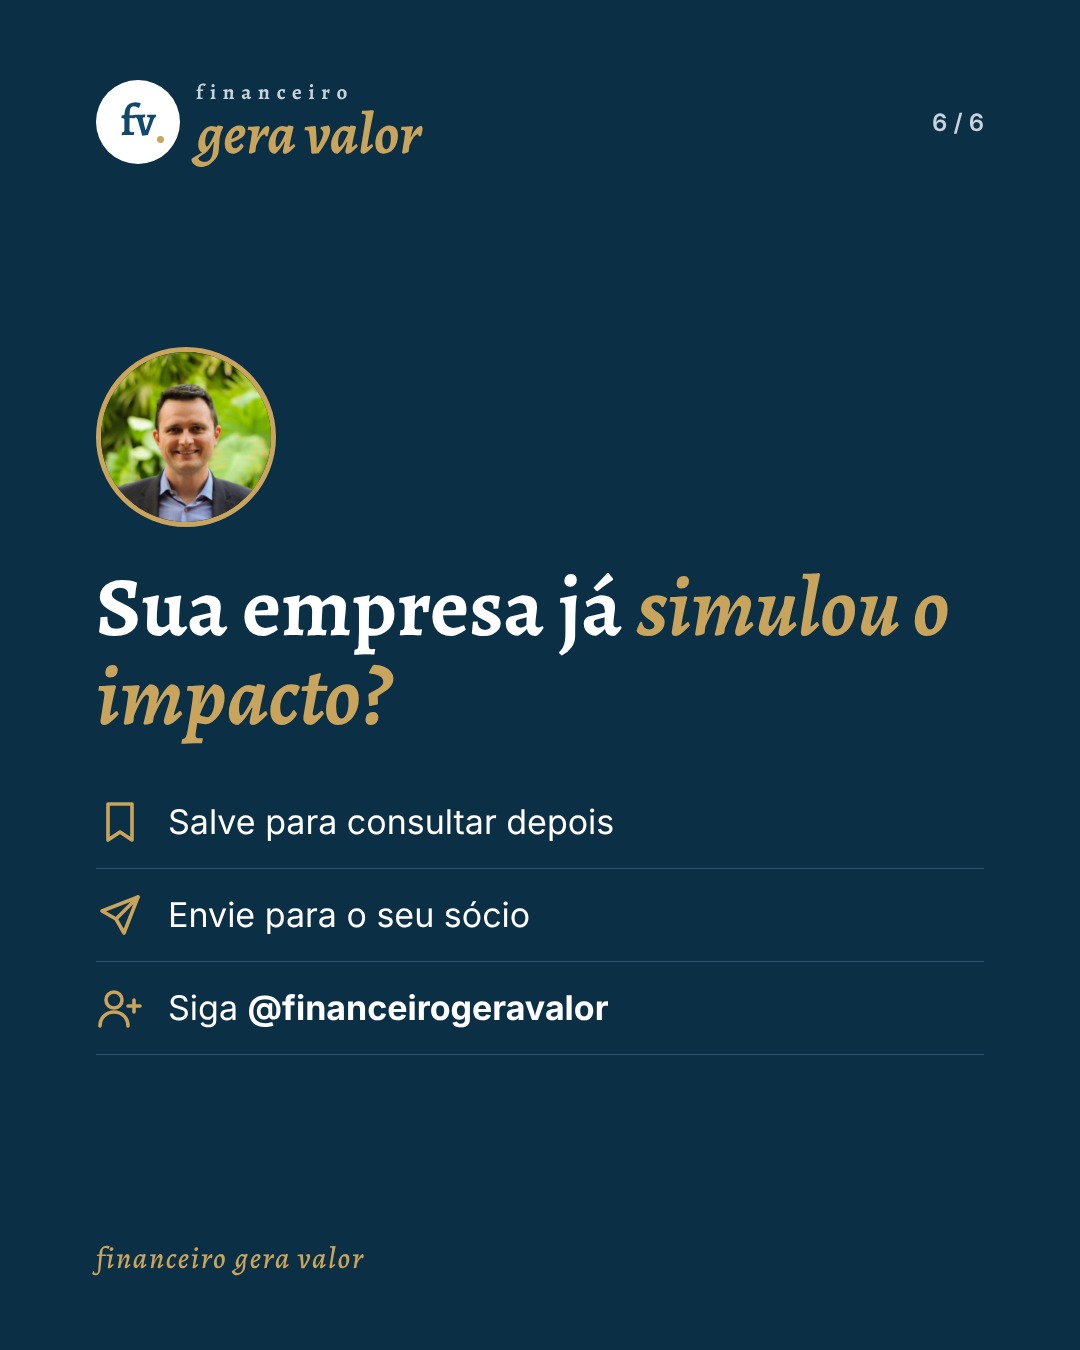 fv.
financeiro
gera valor
6 / 6
Sua empresa já simulou o
impacto?
Salve para consultar depois
Envie para o seu sócio
Siga @financeirogeravalor
financeiro gera valor